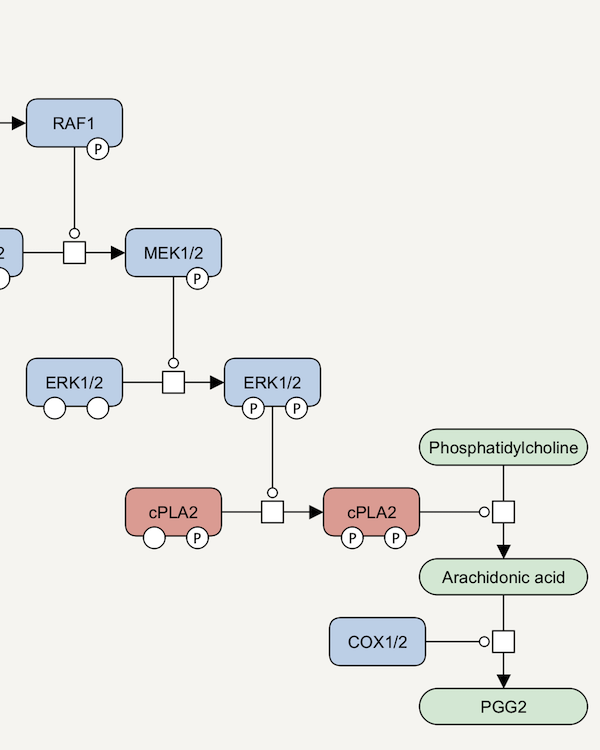 RAF1
P
2
MEK1/2
P
ERK1/2
ERK1/2
P
P
Phosphatidylcholine
cPLA2
P
cPLA2
P
P
Arachidonic acid
COX1/2
PGG2